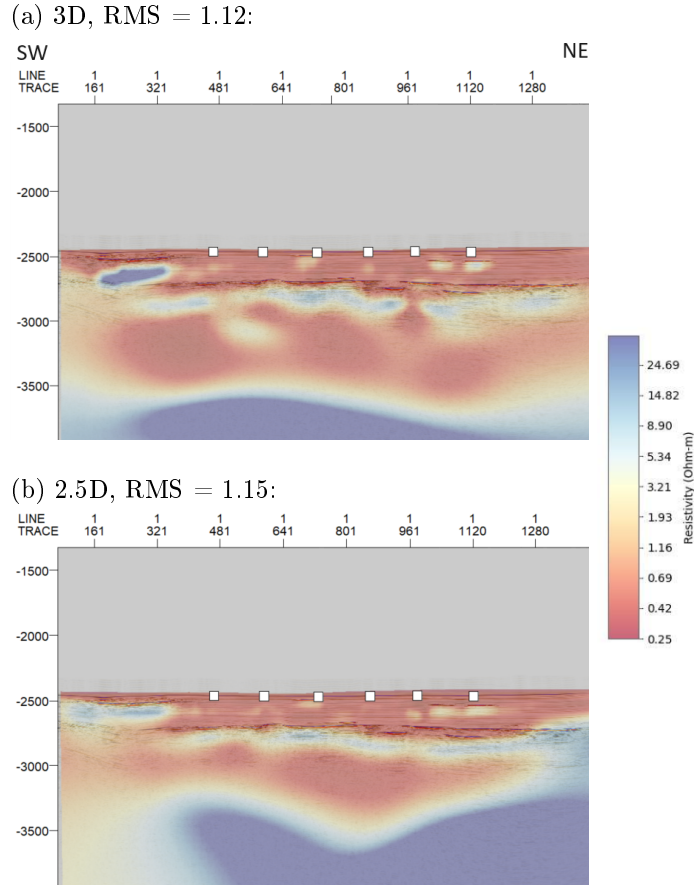 (a) 3D, RMS = 1.12:
SW NE
LINE 1 1 1 1 1 1 1 1
TRACE 161 321 481 641 801 961 1120 1280
-1500
-2000
-2500
-3000
-3500
(b) 2.5D, RMS = 1.15:
LINE 1 1 1 1 1 1 1 1
TRACE 161 321 481 641 801 961 1120 1280
-1500
-2000
-2500
-3000
-3500
24.69
14.82
8.90
5.34
3.21
1.93
1.16
0.69
0.42
0.25
Resistivity (Ohm-m)